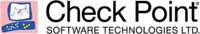 Check Point®
SOFTWARE TECHNOLOGIES LTD.